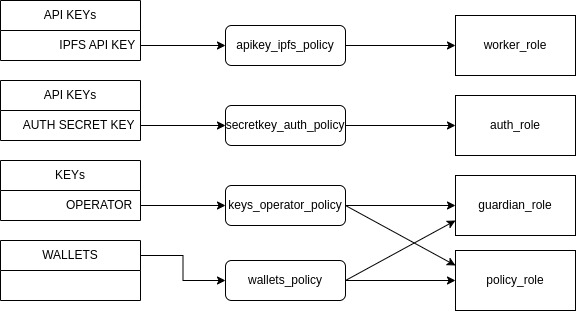 API KEYs
IPFS API KEY
apikey_ipfs_policy
worker_role
API KEYs
AUTH SECRET KEY
secretkey_auth_policy
auth_role
KEYs
OPERATOR
keys_operator_policy
guardian_role
WALLETS
wallets_policy
policy_role